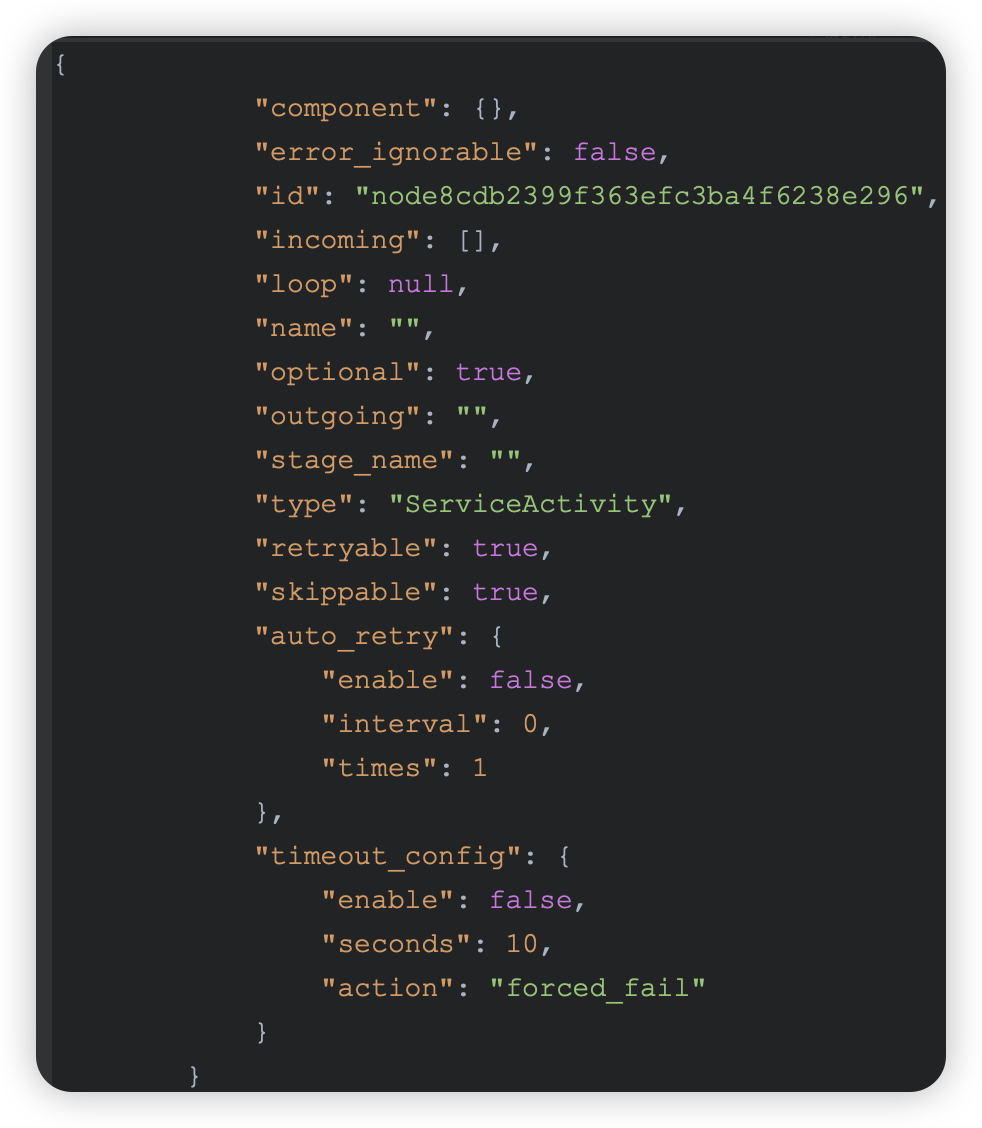 {
"component": {},
"error_ignorable": false,
"id": "node8cdb2399f363efc3ba4f6238e296",
"incoming": [],
"loop": null,
"name": "",
"optional": true,
"outgoing": "",
"stage_name": "",
"type": "ServiceActivity",
"retryable": true,
"skippable": true,
"auto_retry": {
"enable": false,
"interval": 0,
"times": 1
},
"timeout_config": {
"enable": false,
"seconds": 10,
"action": "forced_fail"
}
}